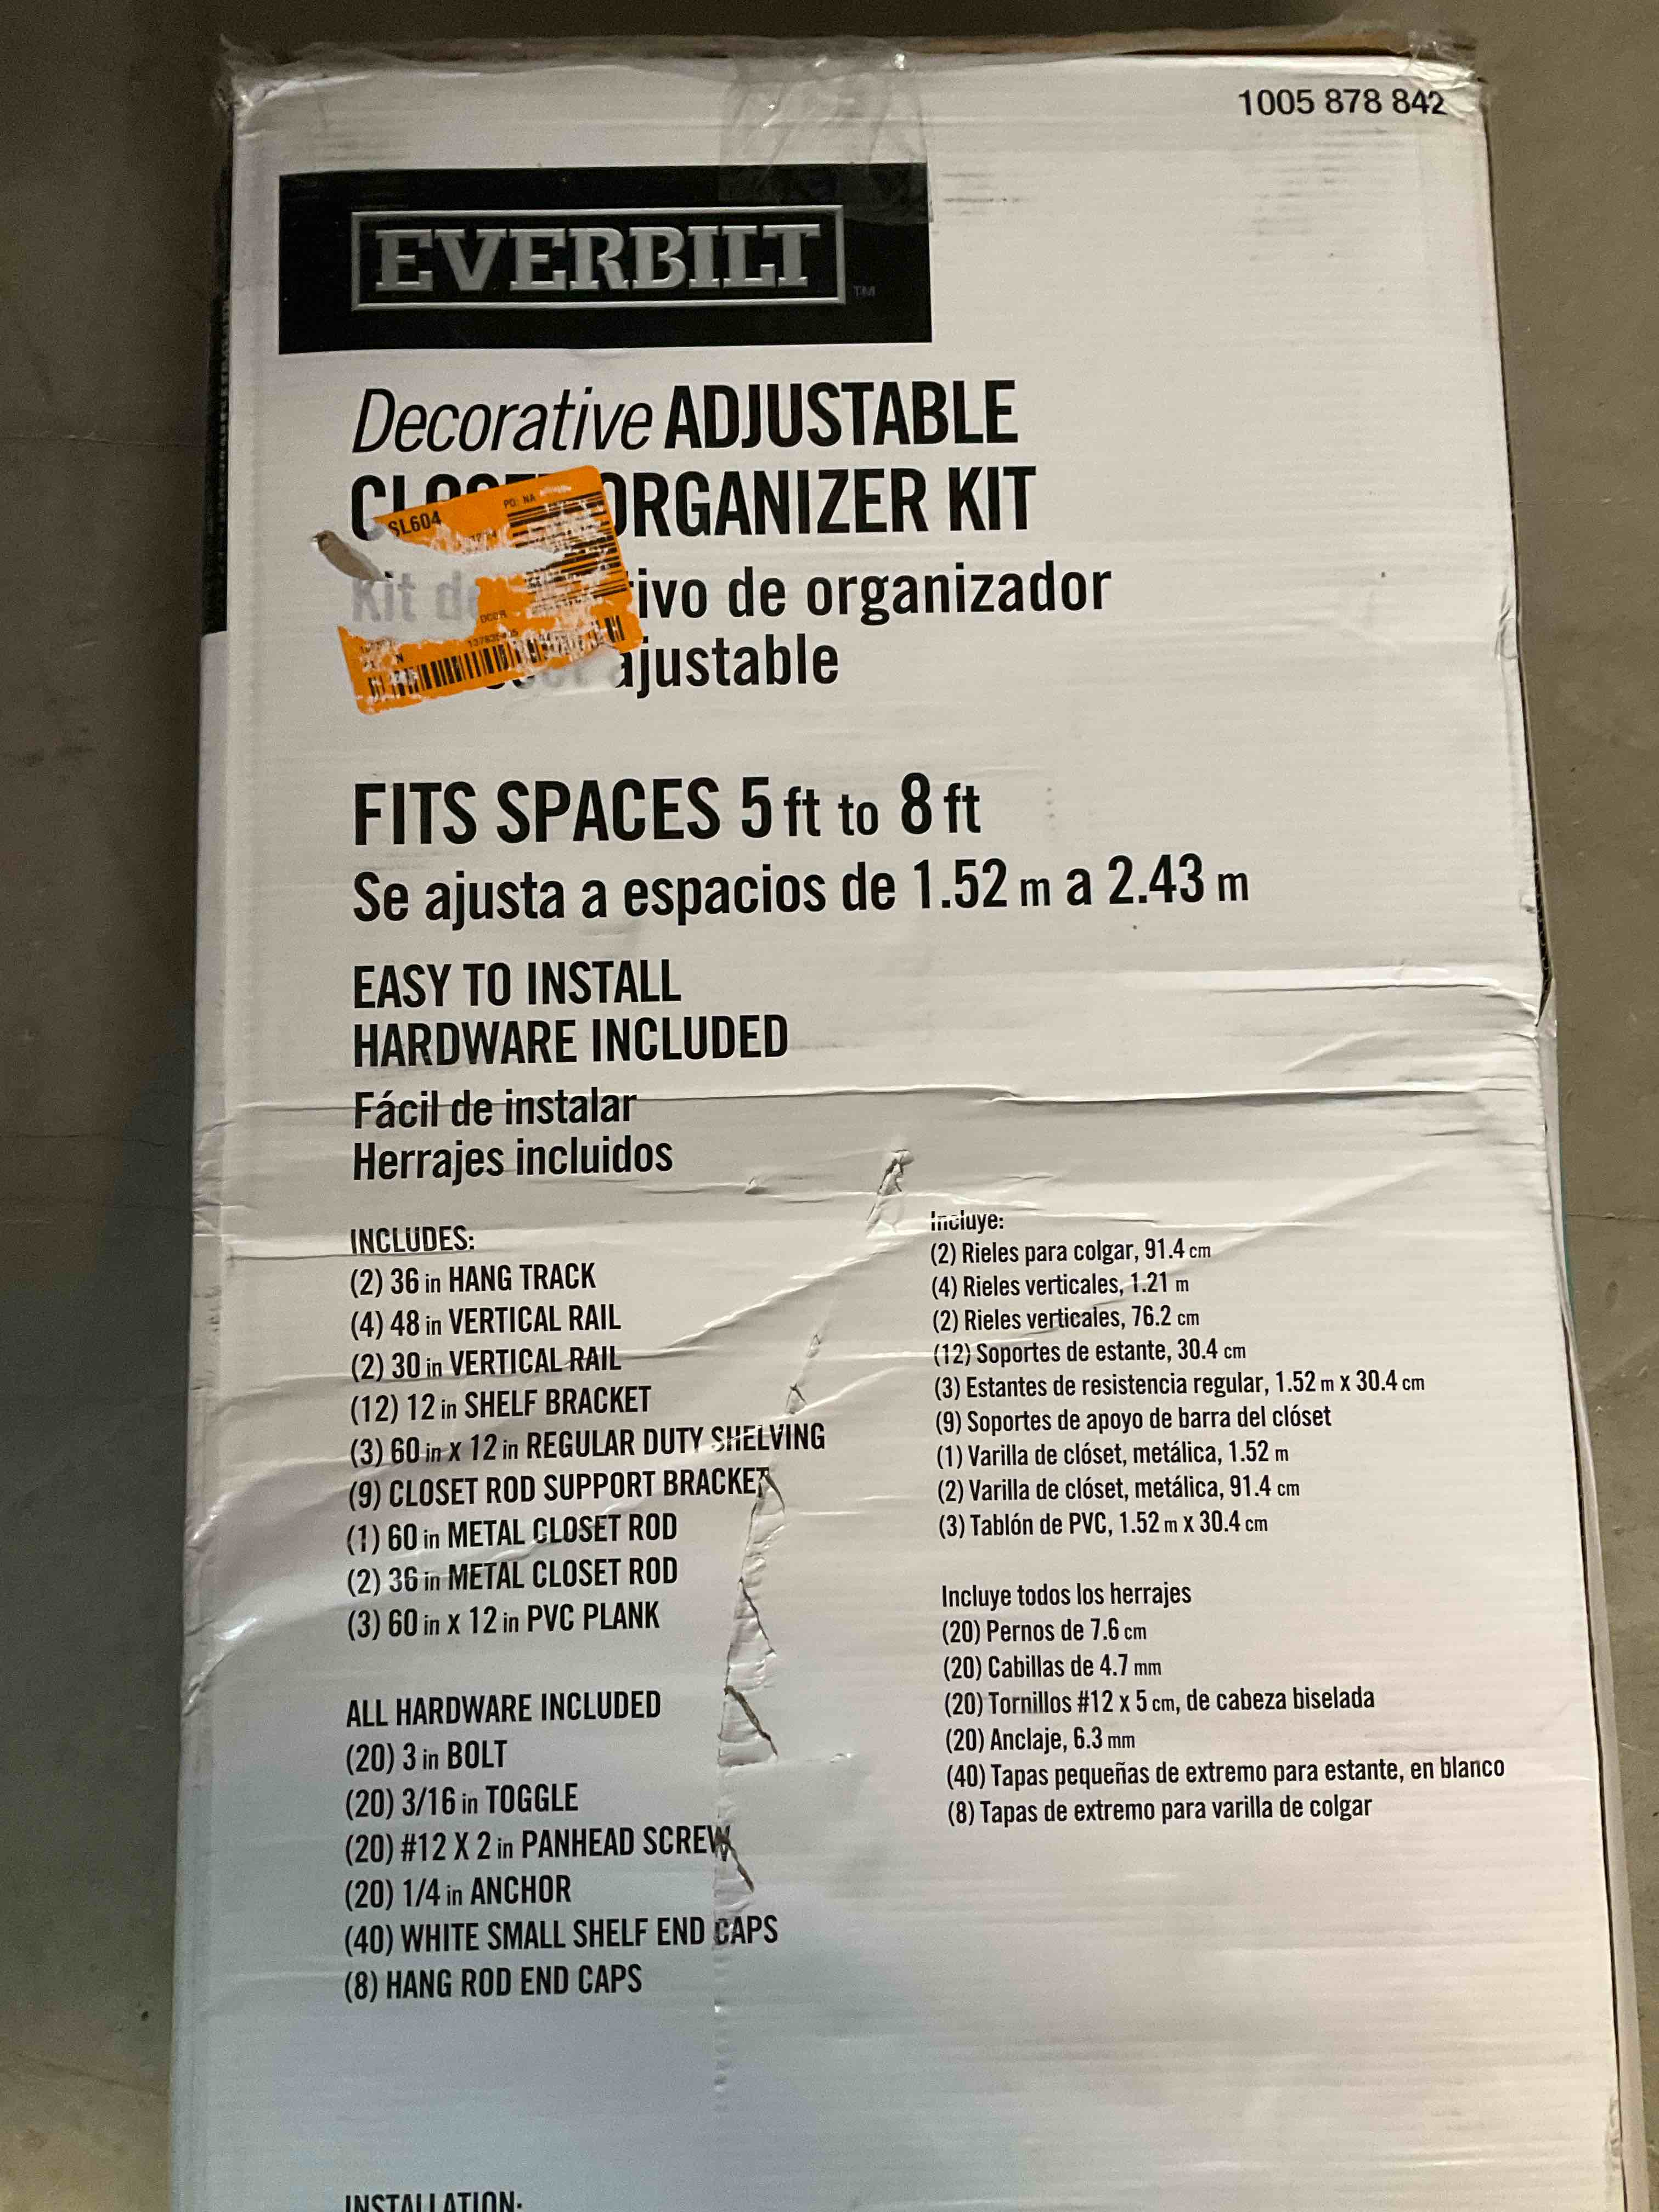 1005 878 842
EVERBILT
TM
Decorative ADJUSTABLE
ORGANIZER KIT
SL604
PO: NA
Kit de organizador
ajustable
FITS SPACES 5 ft to 8 ft
Se ajusta a espacios de 1.52 m a 2.43 m
EASY TO INSTALL
HARDWARE INCLUDED
Fácil de instalar
Herrajes incluidos
INCLUDES:
(2) 36 in HANG TRACK
(4) 48 in VERTICAL RAIL
(2) 30 in VERTICAL RAIL
(12) 12 in SHELF BRACKET
(3) 60 in X 12 in REGULAR DUTY SHELVING
(9) CLOSET ROD SUPPORT BRACKET
(1) 60 in METAL CLOSET ROD
(2) 36 in METAL CLOSET ROD
(3) 60 in X 12 in PVC PLANK
ALL HARDWARE INCLUDED
(20) 3 in BOLT
(20) 3/16 in TOGGLE
(20) #12 X 2 in PANHEAD SCREW
(20) 1/4 in ANCHOR
(40) WHITE SMALL SHELF END CAPS
(8) HANG ROD END CAPS
Incluye:
(2) Rieles para colgar, 91.4 cm
(4) Rieles verticales, 1.21 m
(2) Rieles verticales, 76.2 cm
(12) Soportes de estante, 30.4 cm
(3) Estantes de resistencia regular, 1.52 m x 30.4 cm
(9) Soportes de apoyo de barra del clóset
(1) Varilla de clóset, metálica, 1.52 m
(2) Varilla de clóset, metálica, 91.4 cm
(3) Tablón de PVC, 1.52 m x 30.4 cm
Incluye todos los herrajes
(20) Pernos de 7.6 cm
(20) Cabillas de 4.7 mm
(20) Tornillos #12 x 5 cm, de cabeza biselada
(20) Anclaje, 6.3 mm
(40) Tapas pequeñas de extremo para estante, en blanco
(8) Tapas de extremo para varilla de colgar
INSTALLATION: